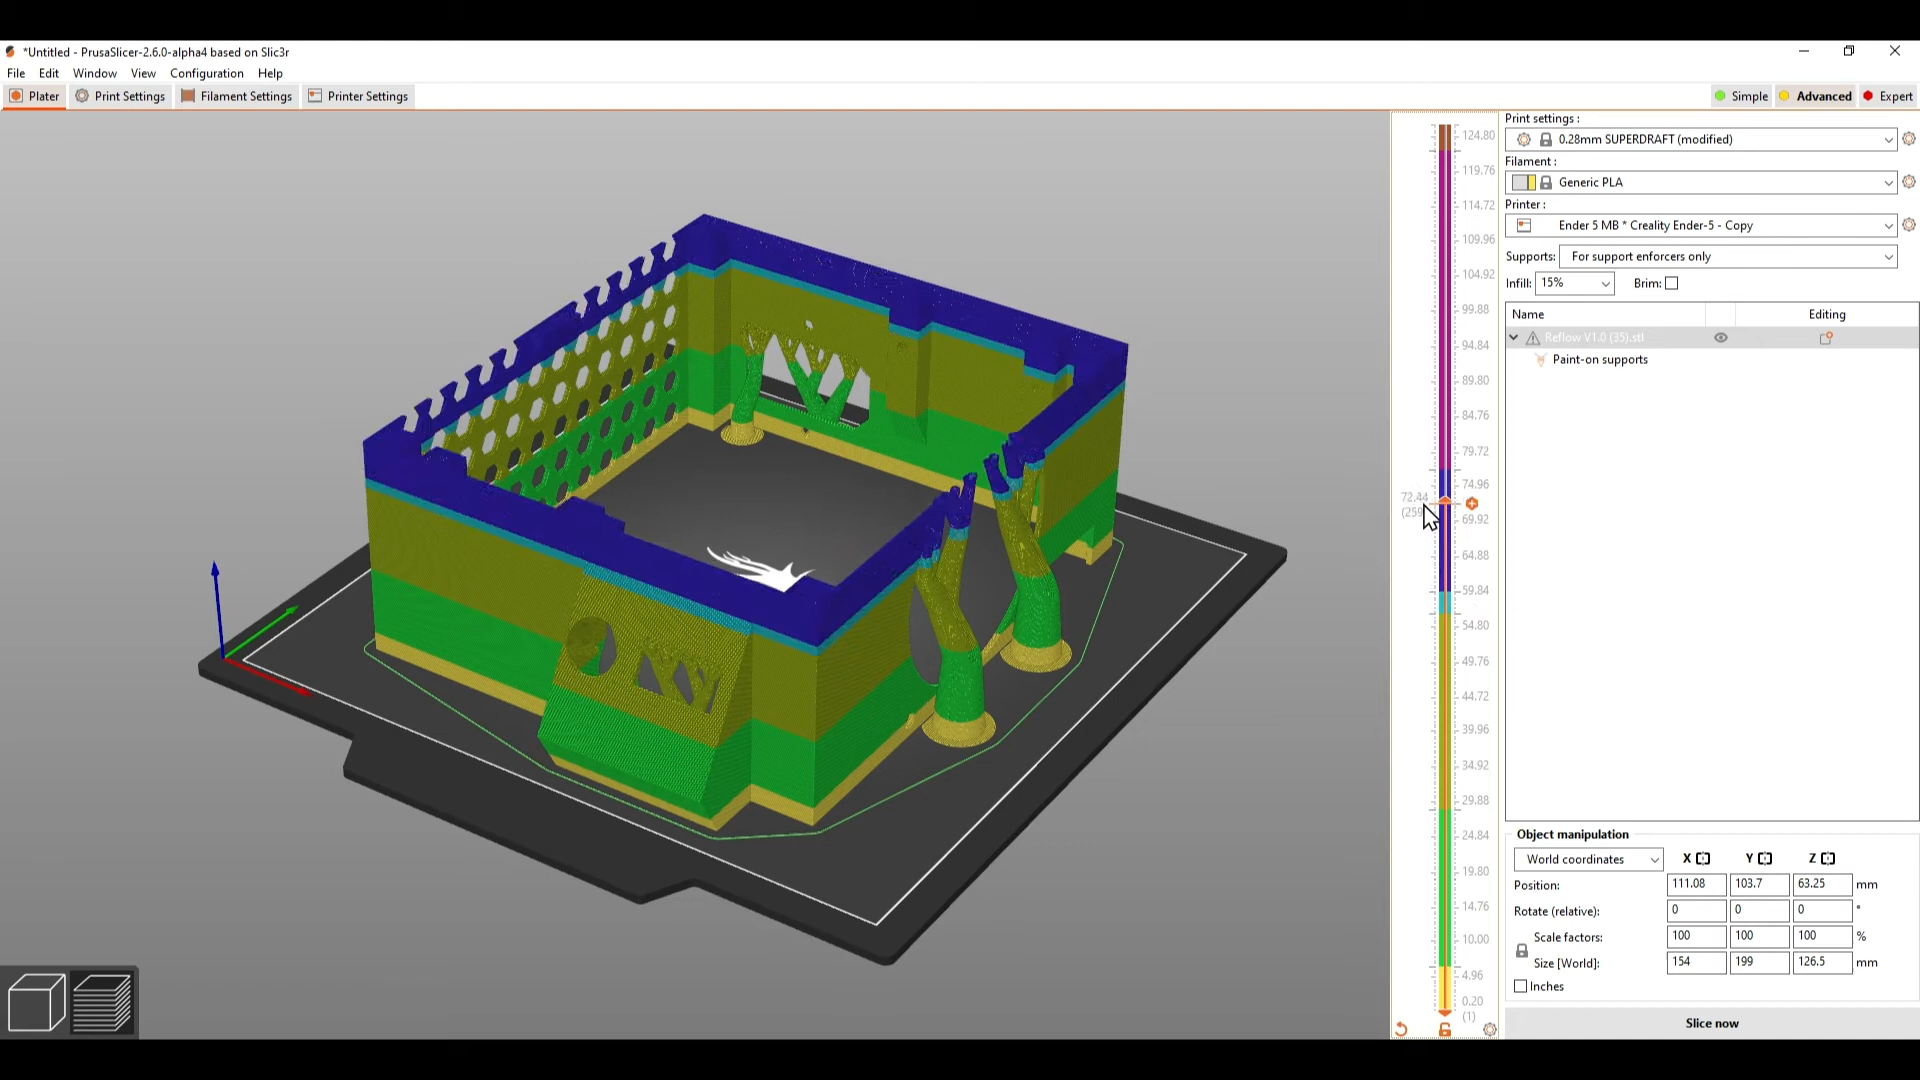 *Untitled - PrusaSlicer-2.6.0-alpha4 based on Slic3r
File Edit Window View Configuration Help
Plater Print Settings Filament Settings Printer Settings
Simple Advanced Expert
124.80
119.76
114.72
109.96
104.92
99.88
94.84
89.80
84.76
79.72
74.96
72.44
(259
69.92
64.88
59.84
54.80
49.76
44.72
39.96
34.92
29.88
24.84
19.80
14.76
10.00
4.96
0.20
(1)
Print settings :
0.28mm SUPERDRAFT (modified)
Filament :
Generic PLA
Printer :
Ender 5 MB * Creality Ender-5 - Copy
Supports: For support enforcers only
Infill: 15% Brim:
Name Editing
Reflow V1.0 (35).stl
Paint-on supports
Object manipulation
World coordinates X Y Z
Position: 111.08 103.7 63.25 mm
Rotate (relative): 0 0 0 °
Scale factors: 100 100 100 %
Size [World]: 154 199 126.5 mm
Inches
Slice now